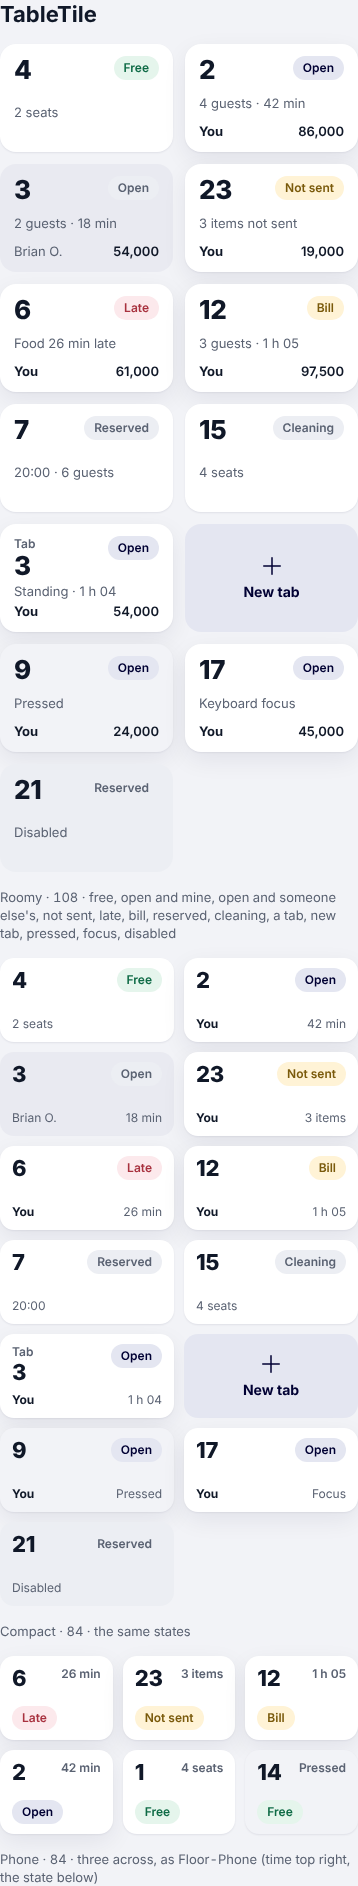 TableTile
4 Free
2 seats
2 Open
4 guests · 42 min
You 86,000
3 Open
2 guests · 18 min
Brian O. 54,000
23 Not sent
3 items not sent
You 19,000
6 Late
Food 26 min late
You 61,000
12 Bill
3 guests · 1 h 05
You 97,500
7 Reserved
20:00 · 6 guests
15 Cleaning
4 seats
Tab
3 Open
Standing · 1 h 04
You 54,000
New tab
9 Open
Pressed
You 24,000
17 Open
Keyboard focus
You 45,000
21 Reserved
Disabled
Roomy · 108 · free, open and mine, open and someone
else's, not sent, late, bill, reserved, cleaning, a tab, new
tab, pressed, focus, disabled
4 Free
2 seats
2 Open
You 42 min
3 Open
Brian O. 18 min
23 Not sent
You 3 items
6 Late
You 26 min
12 Bill
You 1 h 05
7 Reserved
20:00
15 Cleaning
4 seats
Tab
3 Open
You 1 h 04
New tab
9 Open
You Pressed
17 Open
You Focus
21 Reserved
Disabled
Compact · 84 · the same states
6 26 min
Late
23 3 items
Not sent
12 1 h 05
Bill
2 42 min
Open
1 4 seats
Free
14 Pressed
Free
Phone · 84 · three across, as Floor-Phone (time top right,
the state below)